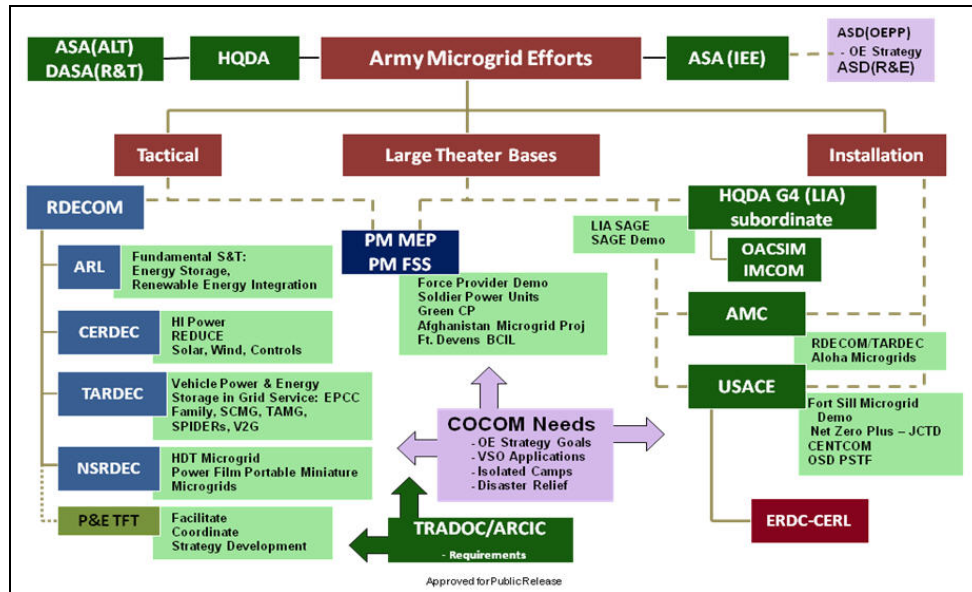 ASA(ALT)
DASA(R&T)
HQDA
Army Microgrid Efforts
ASA (IEE)
ASD(OEPP)
- OE Strategy
ASD(R&E)
Tactical
Large Theater Bases
Installation
RDECOM
ARL
Fundamental S&T:
Energy Storage,
Renewable Energy Integration
CERDEC
HI Power
REDUCE
Solar, Wind, Controls
TARDEC
Vehicle Power & Energy
Storage in Grid Service: EPCC
Family, SCMG, TAMG,
SPIDERs, V2G
NSRDEC
HDT Microgrid
Power Film Portable Miniature
Microgrids
P&E TFT
Facilitate
Coordinate
Strategy Development
PM MEP
PM FSS
Force Provider Demo
Soldier Power Units
Green CP
Afghanistan Microgrid Proj
Ft. Devens BCIL
COCOM Needs
- OE Strategy Goals
- VSO Applications
- Isolated Camps
- Disaster Relief
TRADOC/ARCIC
- Requirements
LIA SAGE
SAGE Demo
HQDA G4 (LIA)
subordinate
OACSIM
IMCOM
AMC
RDECOM/TARDEC
Aloha Microgrids
USACE
Fort Sill Microgrid
Demo
Net Zero Plus – JCTD
CENTCOM
OSD PSTF
ERDC-CERL
Approved for Public Release